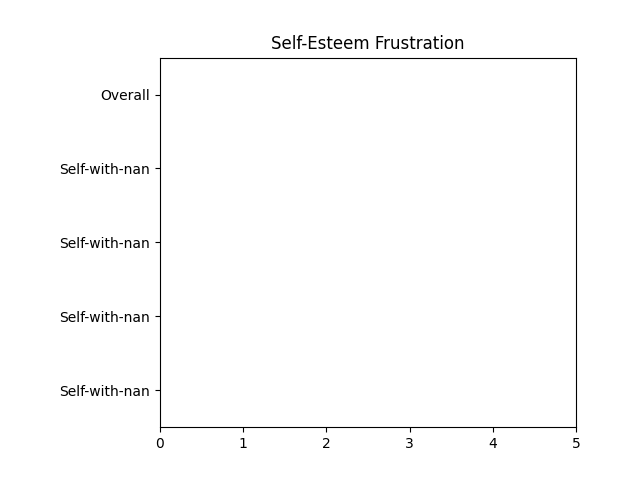 Self-Esteem Frustration
Overall
Self-with-nan
Self-with-nan
Self-with-nan
Self-with-nan
0 1 2 3 4 5